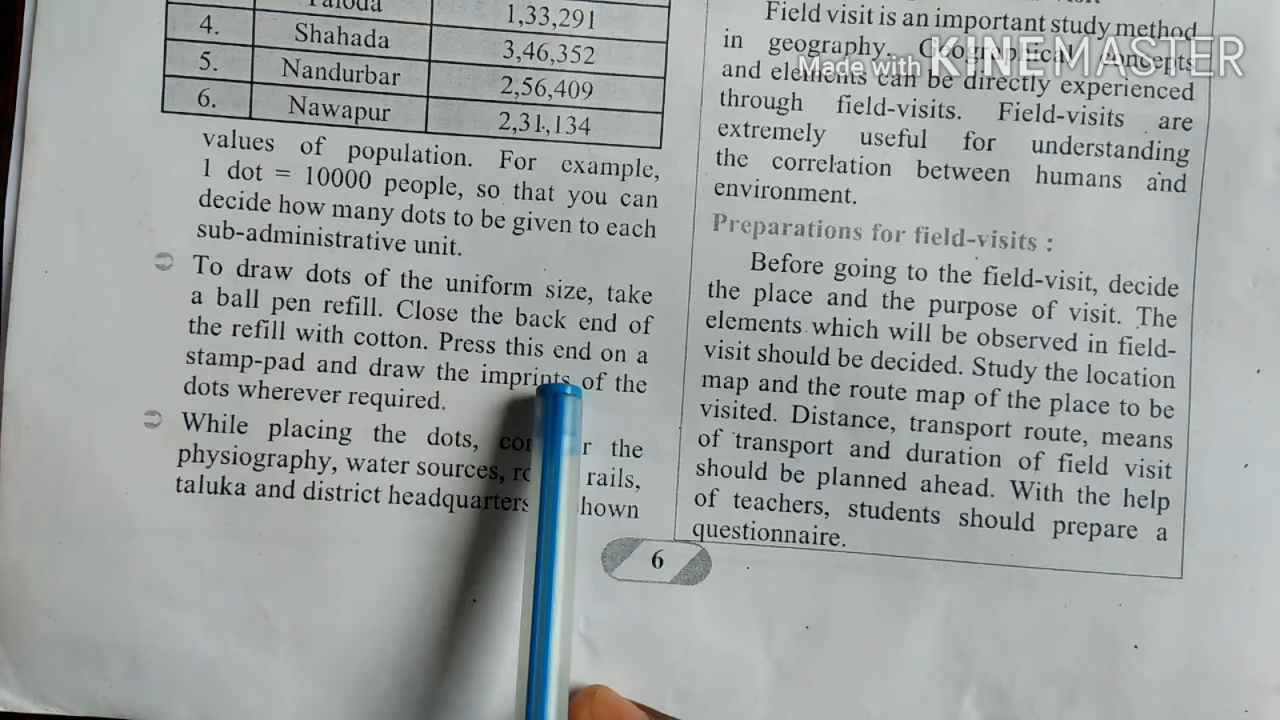 1,33,291
4. Shahada 3,46,352
5. Nandurbar 2,56,409
6. Nawapur 2,31,134
values of population. For example,
1 dot = 10000 people, so that you can
decide how many dots to be given to each
sub-administrative unit.
To draw dots of the uniform size, take
a ball pen refill. Close the back end of
the refill with cotton. Press this end on a
stamp-pad and draw the imprints of the
dots wherever required.
While placing the dots, the
physiography, water sources, rails,
taluka and district headquarters
Field visit is an important study method
in geography. Geographical concepts
and elements can be directly experienced
through field-visits. Field-visits are
extremely useful for understanding
the correlation between humans and
environment.
Preparations for field-visits :
Before going to the field-visit, decide
the place and the purpose of visit. The
elements which will be observed in field-
visit should be decided. Study the location
map and the route map of the place to be
visited. Distance, transport route, means
of transport and duration of field visit
should be planned ahead. With the help
of teachers, students should prepare a
questionnaire.
6
Made with KINEMASTER